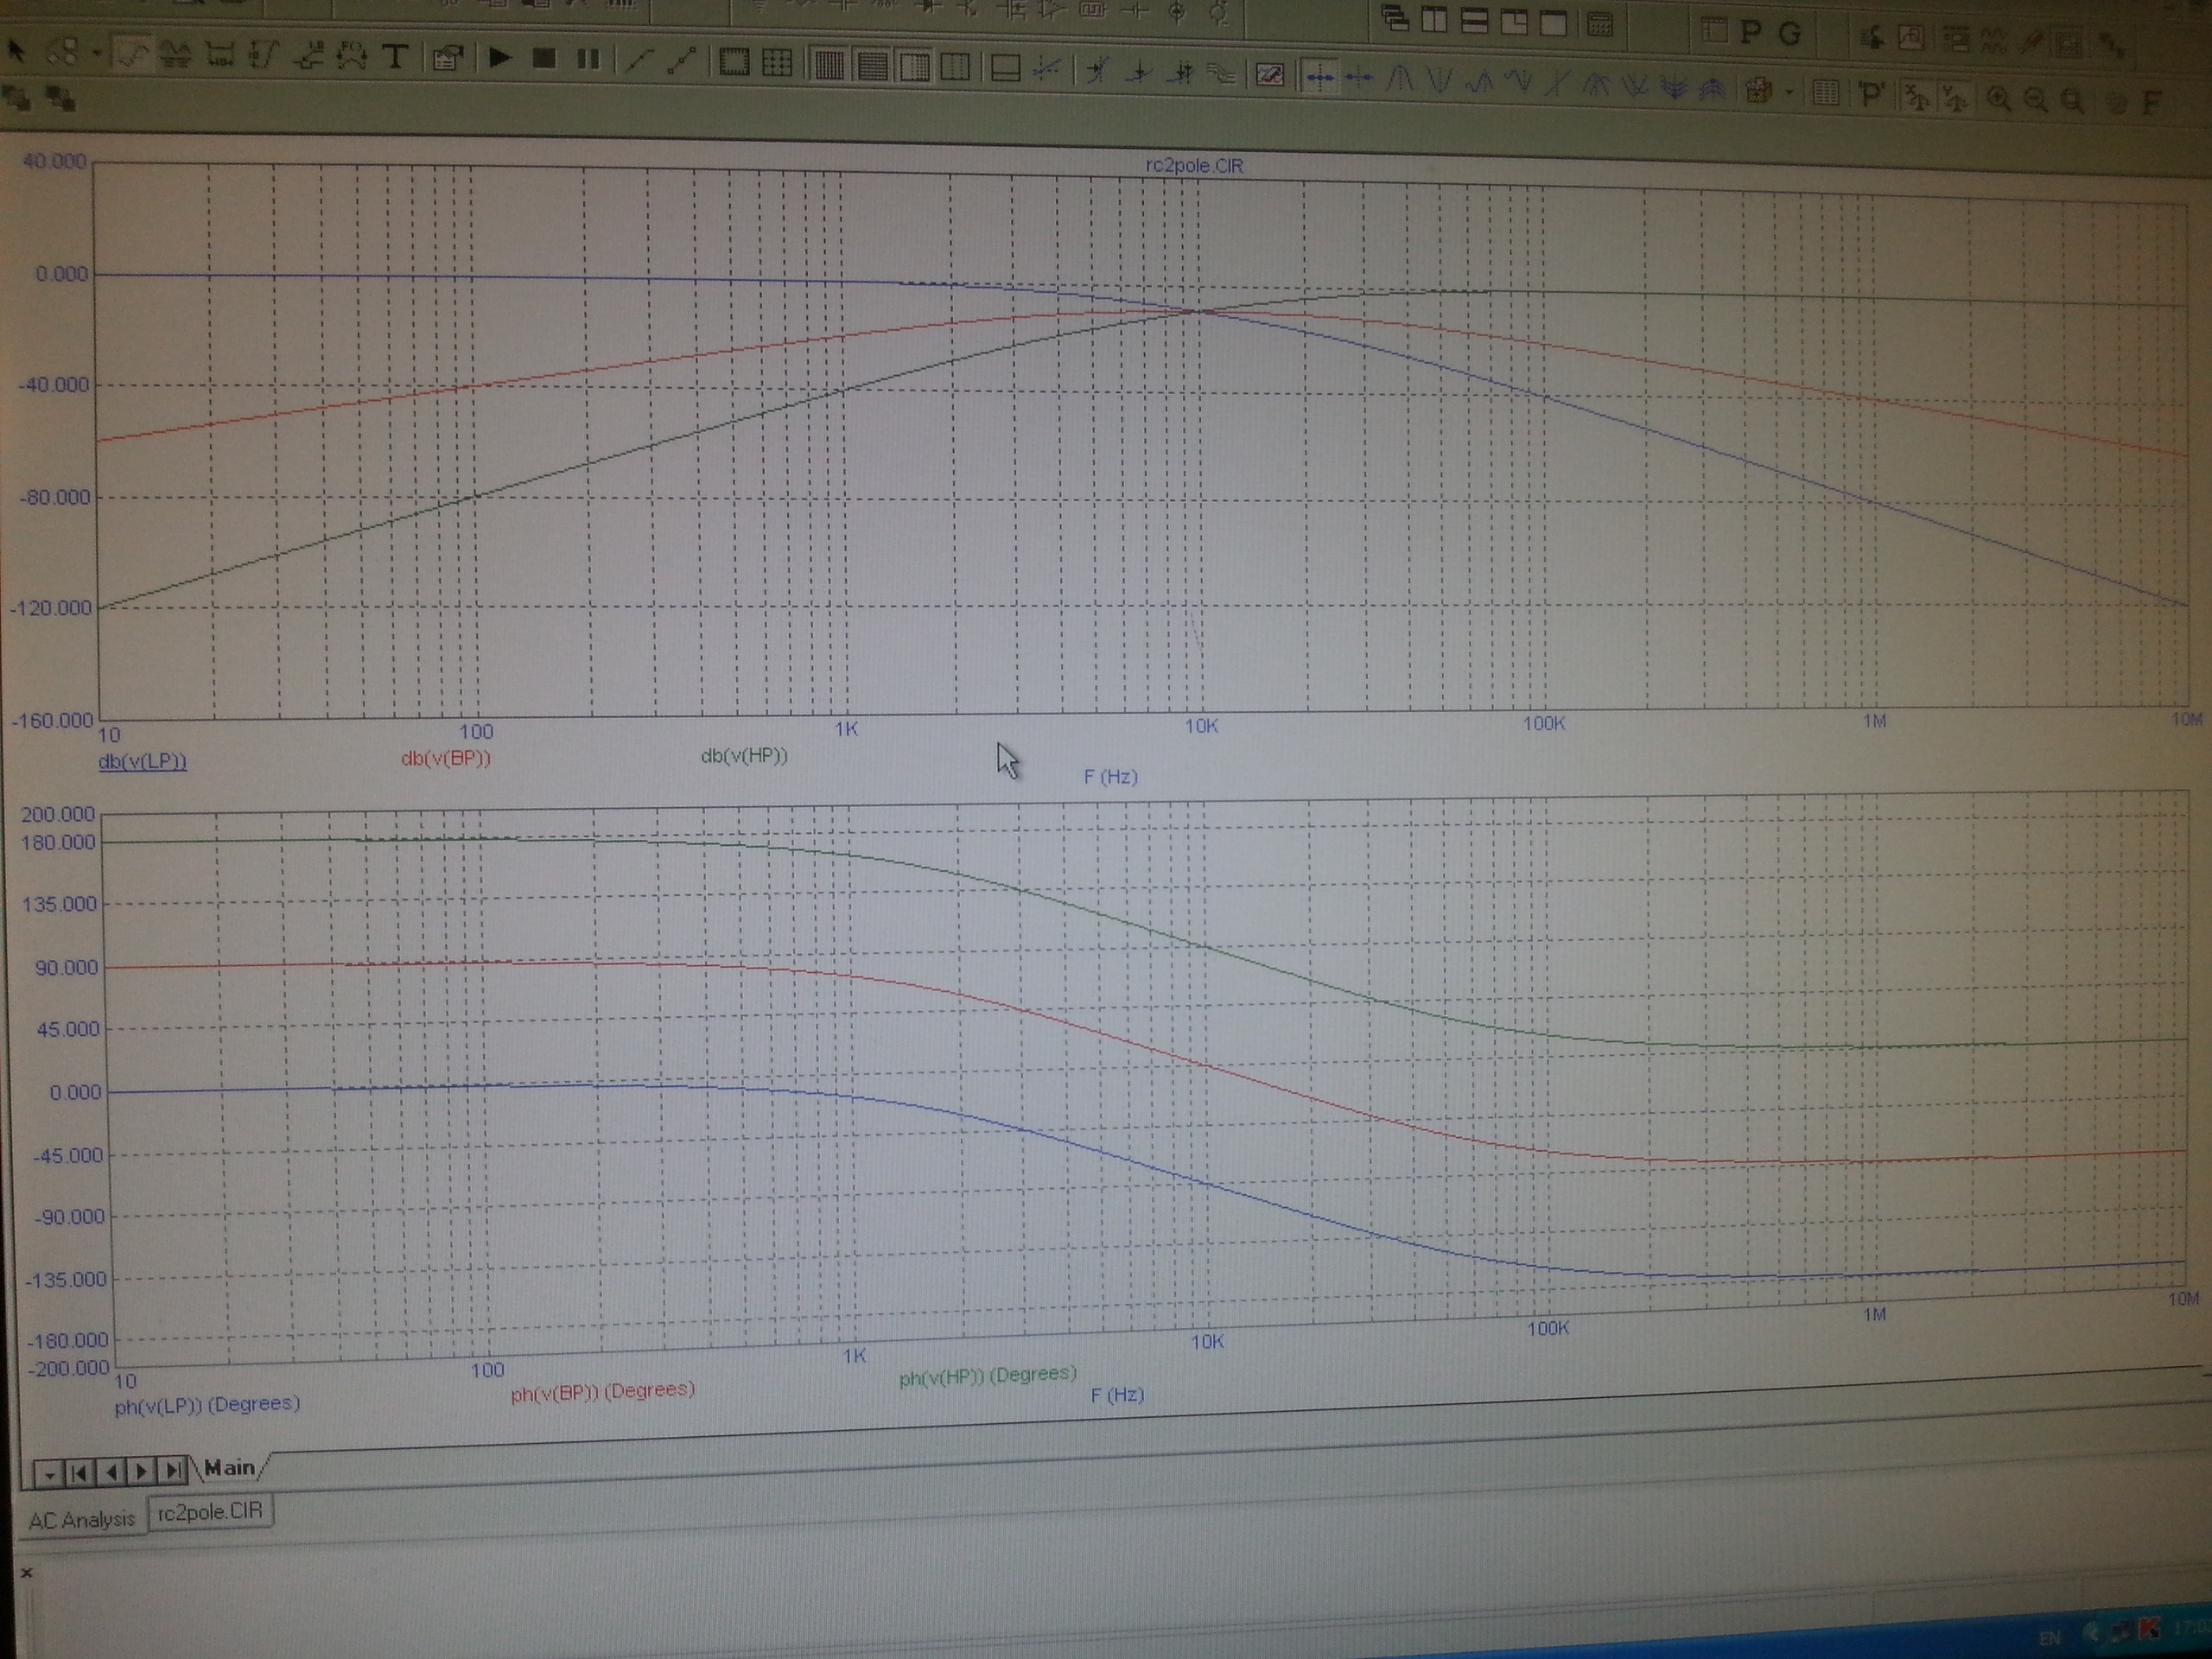 T
P G
'P'
F
rc2pole.CIR
40.000
0.000
-40.000
-80.000
-120.000
-160.000
10 100 1K 10K 100K 1M 10M
db(v(LP)) db(v(BP)) db(v(HP))
F (Hz)
200.000
180.000
135.000
90.000
45.000
0.000
-45.000
-90.000
-135.000
-180.000
-200.000
10 100 1K 10K 100K 1M 10M
ph(v(LP)) (Degrees) ph(v(BP)) (Degrees) ph(v(HP)) (Degrees)
F (Hz)
Main
AC Analysis rc2pole.CIR
EN